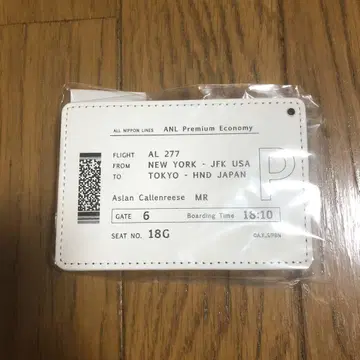 ALL NIPPON LINES ANL Premium Economy
FLIGHT AL 277
FROM NEW YORK - JFK USA
TO TOKYO - HND JAPAN
P
Aslan Callenreese MR
GATE 6 Boarding Time 18:10
SEAT NO. 18G